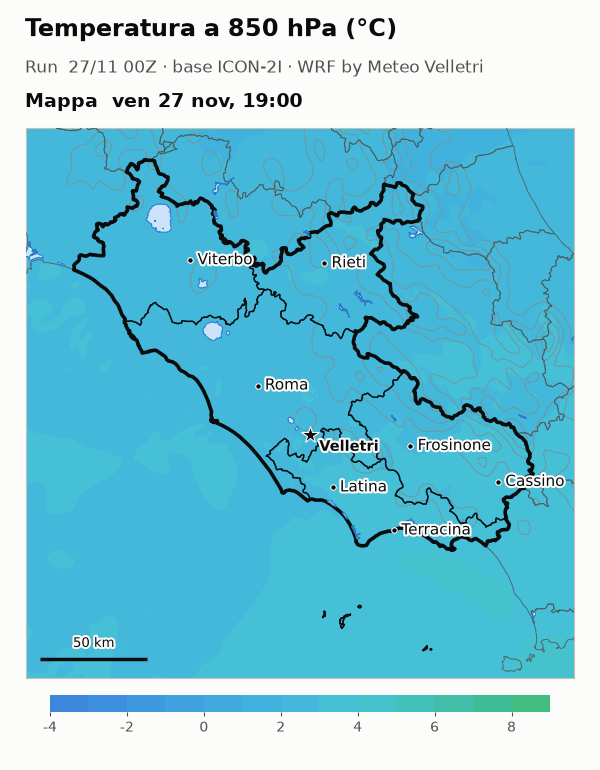 Temperatura a 850 hPa (°C)
Run  27/11 00Z · base ICON-2I · WRF by Meteo Velletri
Mappa  ven 27 nov, 19:00
Viterbo
Rieti
Roma
Velletri
Frosinone
Latina
Cassino
Terracina
50 km
-4 -2 0 2 4 6 8